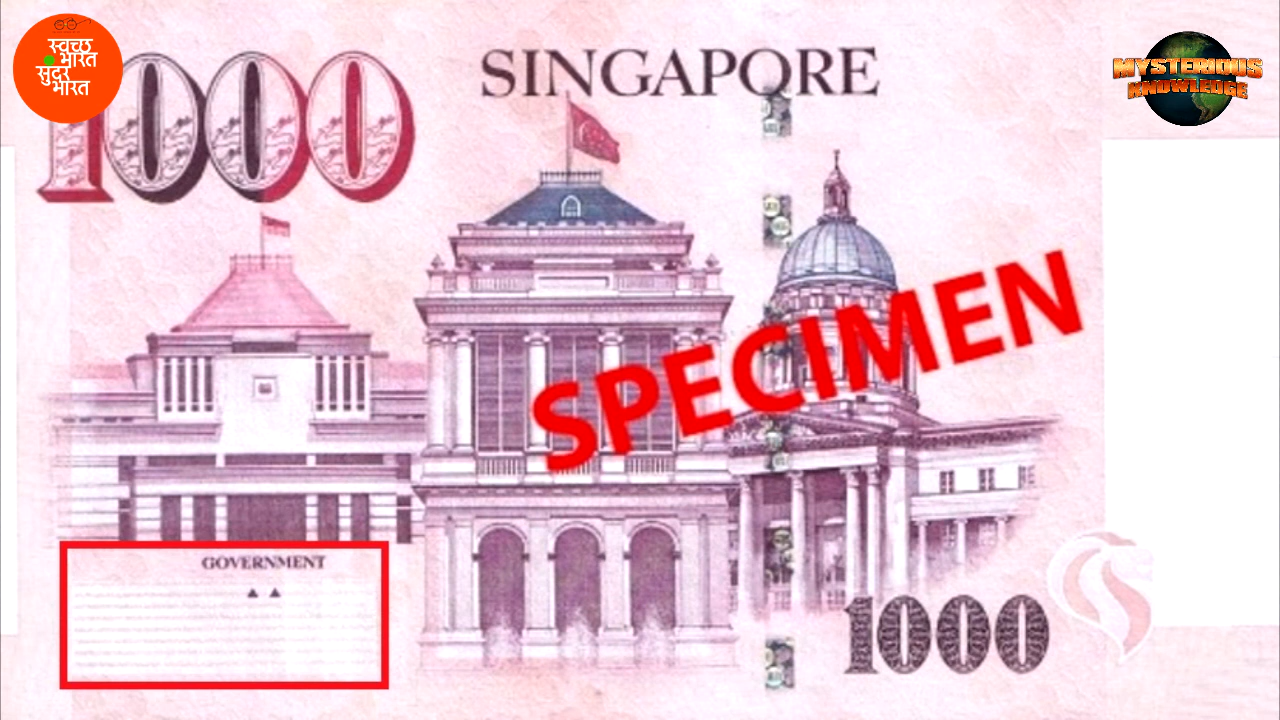 स्वच्छ
भारत
सुंदर
भारत
1000
SINGAPORE
MYSTERIOUS
KNOWLEDGE
SPECIMEN
GOVERNMENT
1000